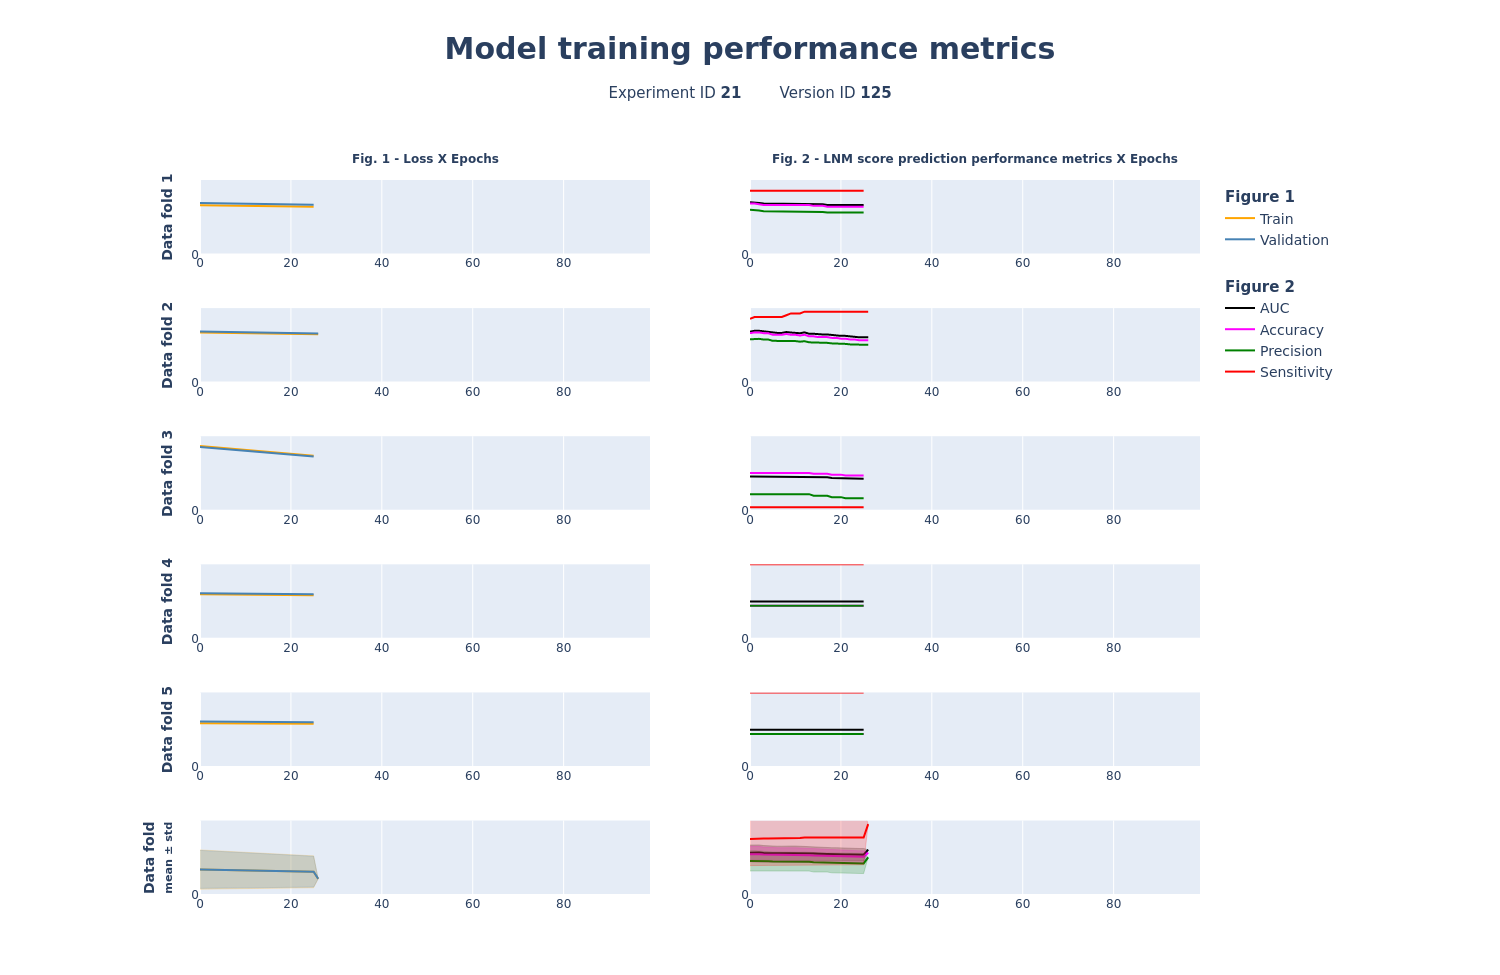 Model training performance metrics
Experiment ID 21 Version ID 125
Fig. 1 - Loss X Epochs
Fig. 2 - LNM score prediction performance metrics X Epochs
Data fold 1
0
0 20 40 60 80
0
0 20 40 60 80
Figure 1
Train
Validation
Figure 2
AUC
Accuracy
Precision
Sensitivity
Data fold 2
0
0 20 40 60 80
0
0 20 40 60 80
Data fold 3
0
0 20 40 60 80
0
0 20 40 60 80
Data fold 4
0
0 20 40 60 80
0
0 20 40 60 80
Data fold 5
0
0 20 40 60 80
0
0 20 40 60 80
Data fold
mean ± std
0
0 20 40 60 80
0
0 20 40 60 80